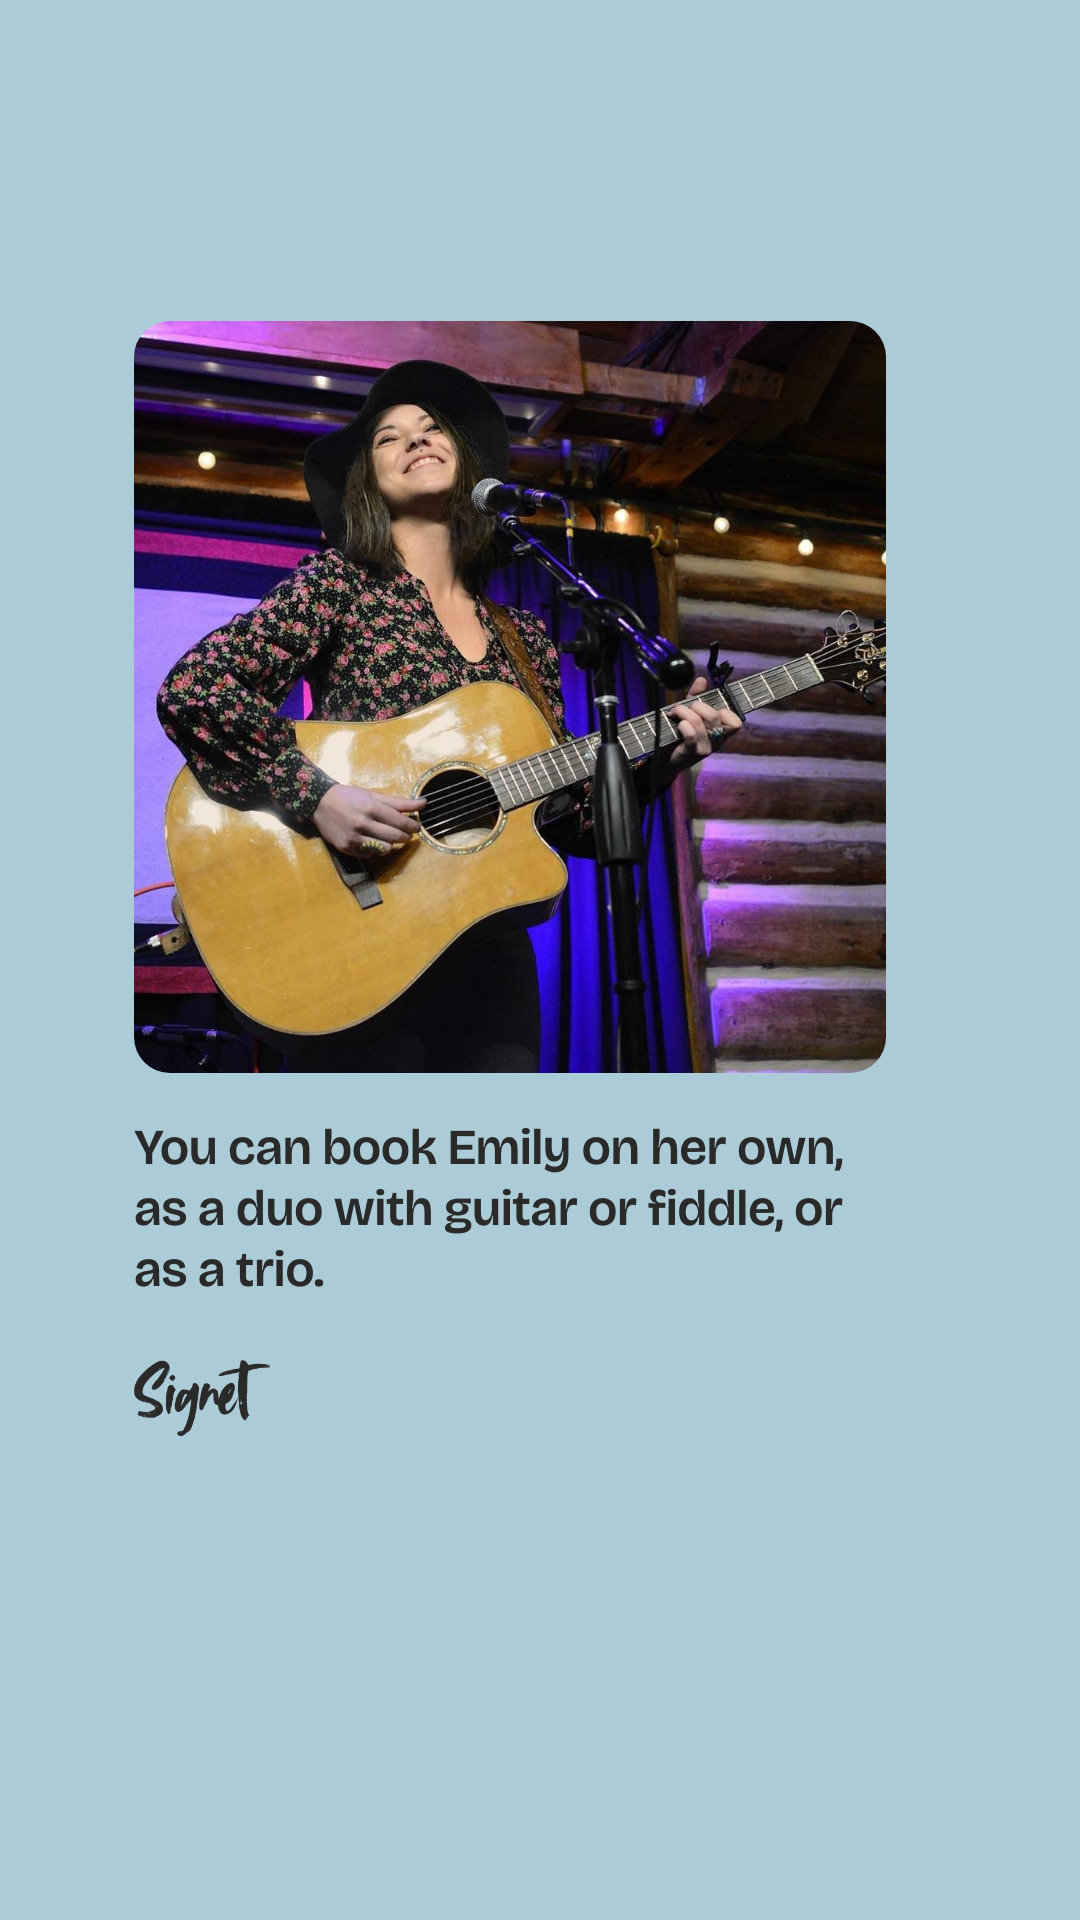 You can book Emily on her own,
as a duo with guitar or fiddle, or
as a trio.
Signet